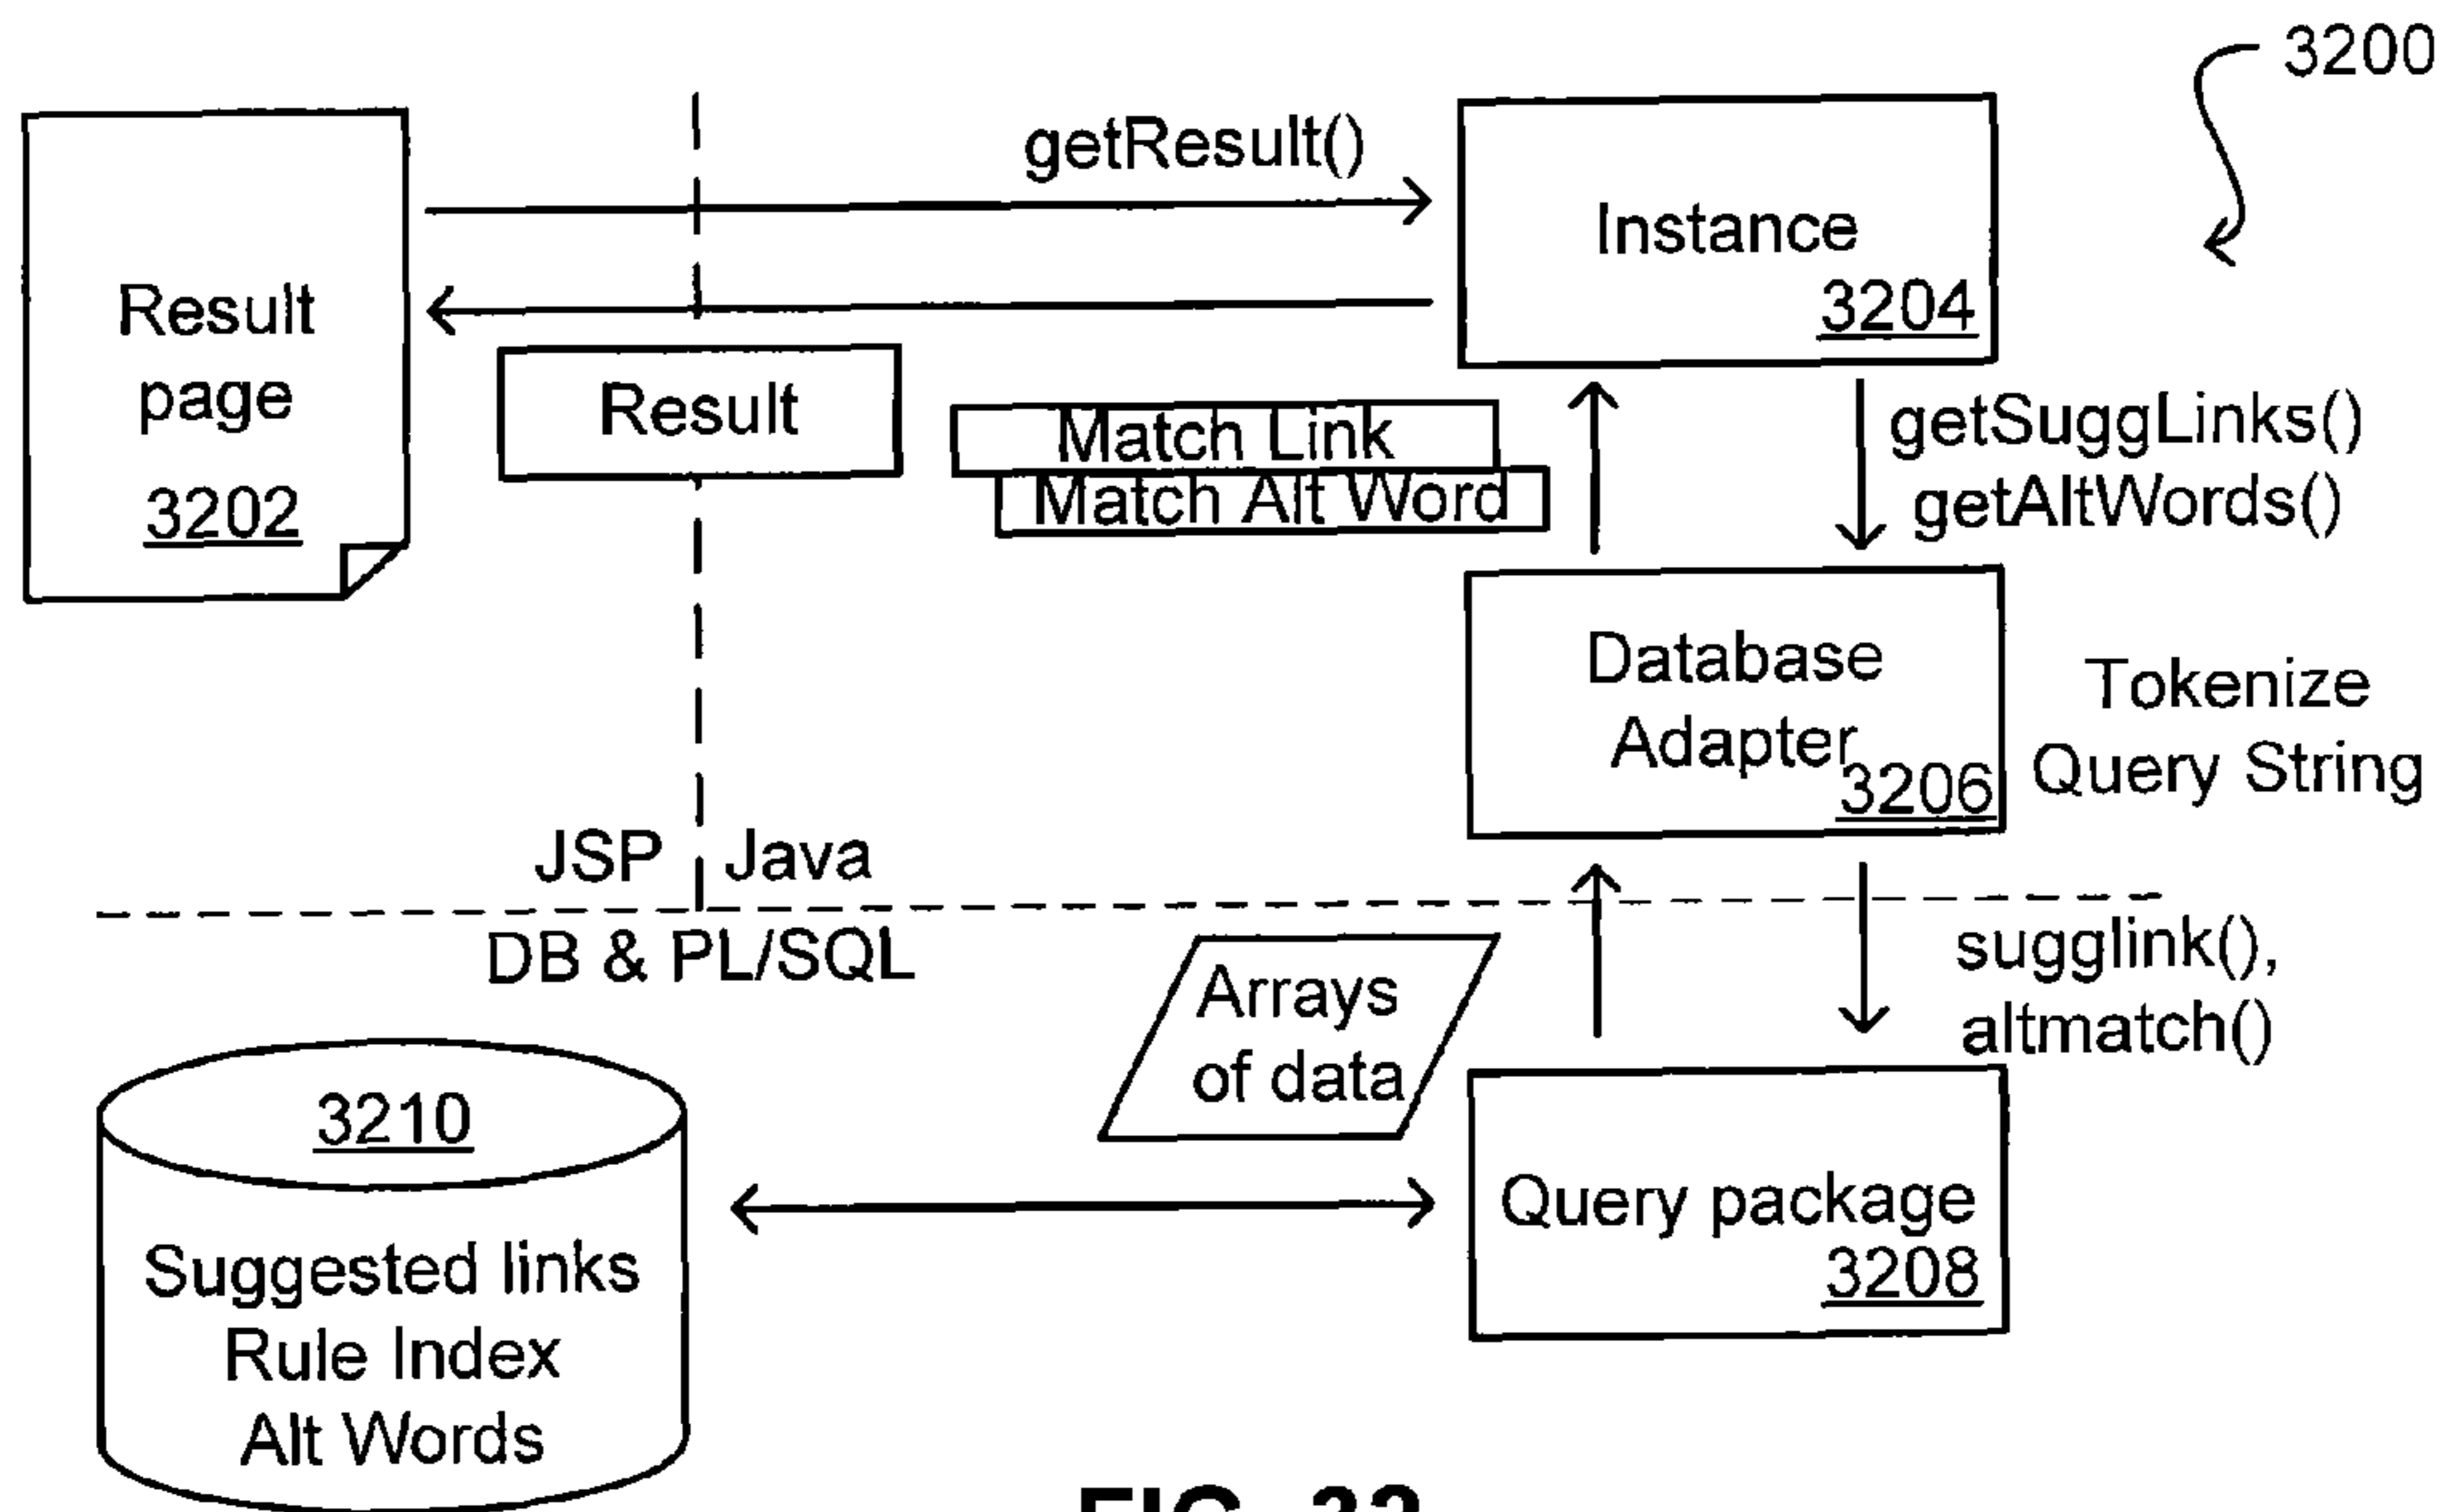 3200
getResult()
Result
page
3202
Instance
3204
Result
Match Link
Match Alt Word
getSuggLinks()
getAltWords()
Database
Adapter
3206
Tokenize
Query String
JSP
Java
DB & PL/SQL
sugglink(),
altmatch()
Arrays
of data
3210
Suggested links
Rule Index
Alt Words
Query package
3208